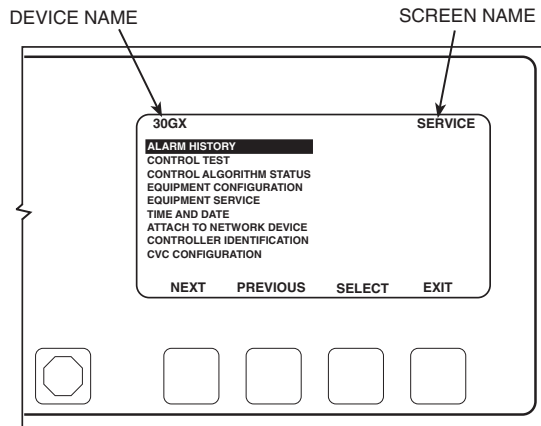 DEVICE NAME
SCREEN NAME
30GX SERVICE
ALARM HISTORY
CONTROL TEST
CONTROL ALGORITHM STATUS
EQUIPMENT CONFIGURATION
EQUIPMENT SERVICE
TIME AND DATE
ATTACH TO NETWORK DEVICE
CONTROLLER IDENTIFICATION
CVC CONFIGURATION
NEXT PREVIOUS SELECT EXIT